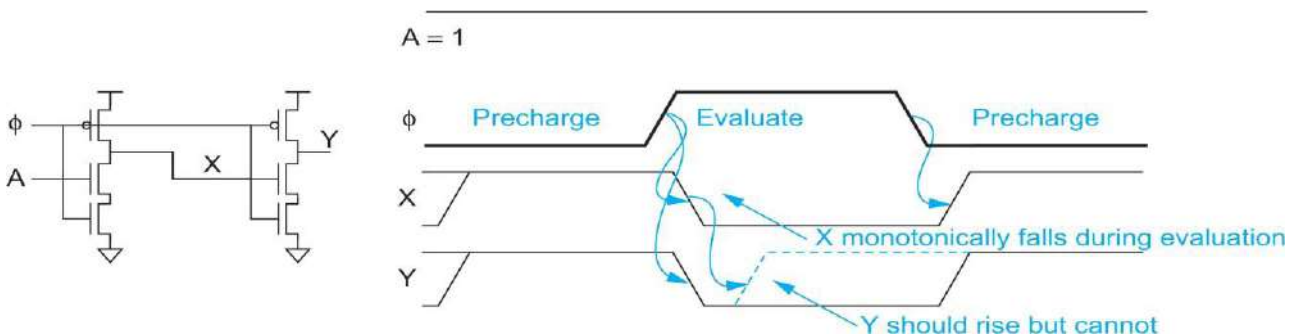 A = 1
ϕ
Precharge
Evaluate
Precharge
ϕ
Y
X
A
X
X monotonically falls during evaluation
Y
Y should rise but cannot